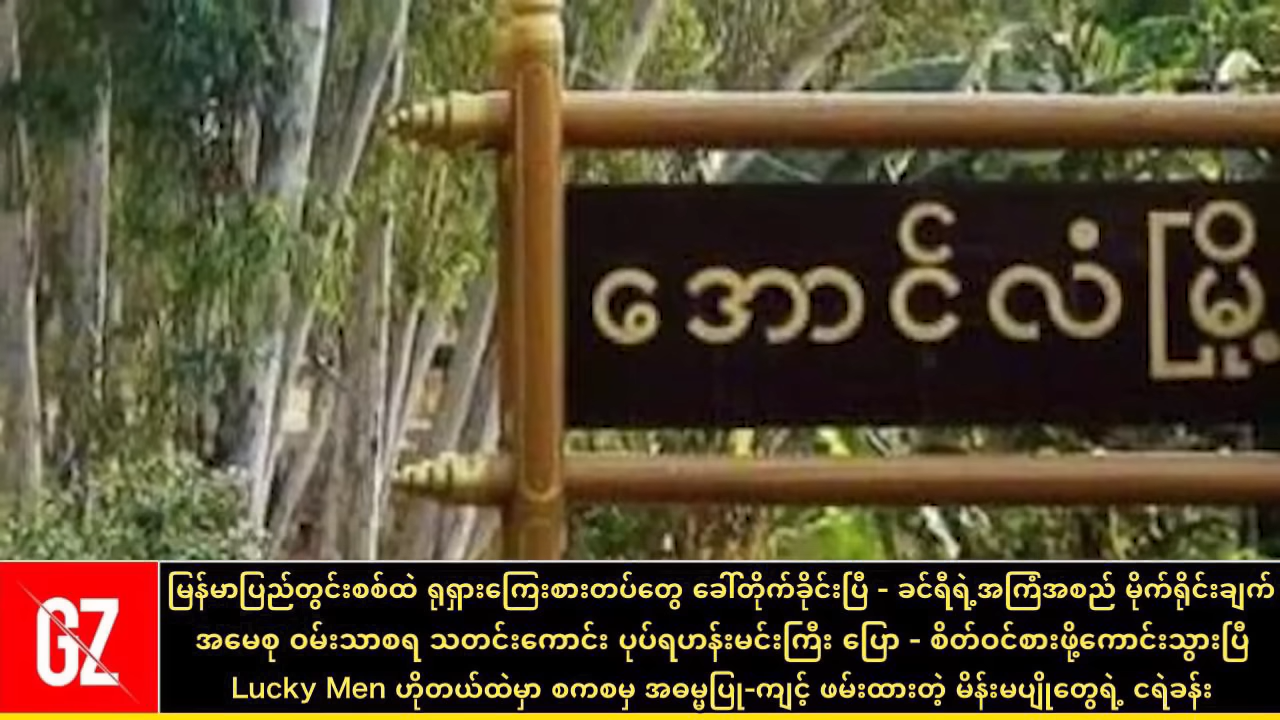 အောင်လံမြို့
GZ
မြန်မာပြည်တွင်းစစ်ထဲ ရုရှားကြေးစားတပ်တွေ ခေါ်တိုက်ခိုင်းပြီ - ခင်ရီရဲ့အကြံအစည် မိုက်ရိုင်းချက်
အမေစု ဝမ်းသာစရာ သတင်းကောင်း ပုပ်ရဟန်းမင်းကြီး ပြော - စိတ်ဝင်စားဖို့ကောင်းသွားပြီ
Lucky Men ဟိုတယ်ထဲမှာ စကစမှ အဓမ္မပြု-ကျင့် ဖမ်းထားတဲ့ မိန်းမပျိုတွေရဲ့ ငရဲခန်း